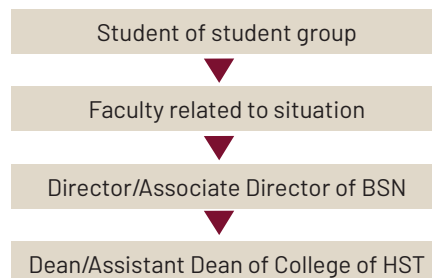 Student of student group
Faculty related to situation
Director/Associate Director of BSN
Dean/Assistant Dean of College of HST